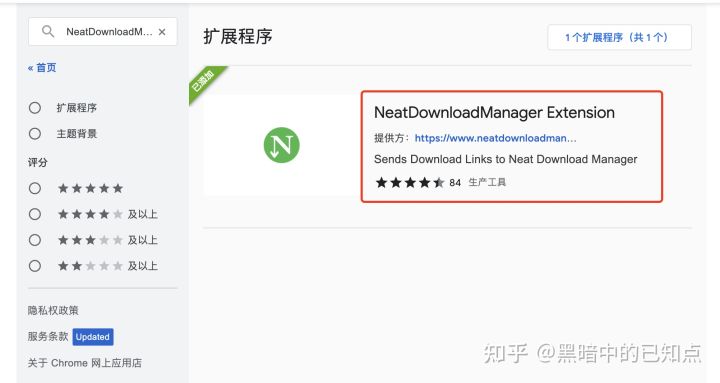 NeatDownloadM...
« 首页
扩展程序
主题背景
评分
及以上
及以上
及以上
隐私权政策
服务条款 Updated
关于 Chrome 网上应用店
扩展程序
1 个扩展程序（共 1 个）
已添加
N
NeatDownloadManager Extension
提供方： https://www.neatdownloadman...
Sends Download Links to Neat Download Manager
84 生产工具
知乎 @黑暗中的已知点